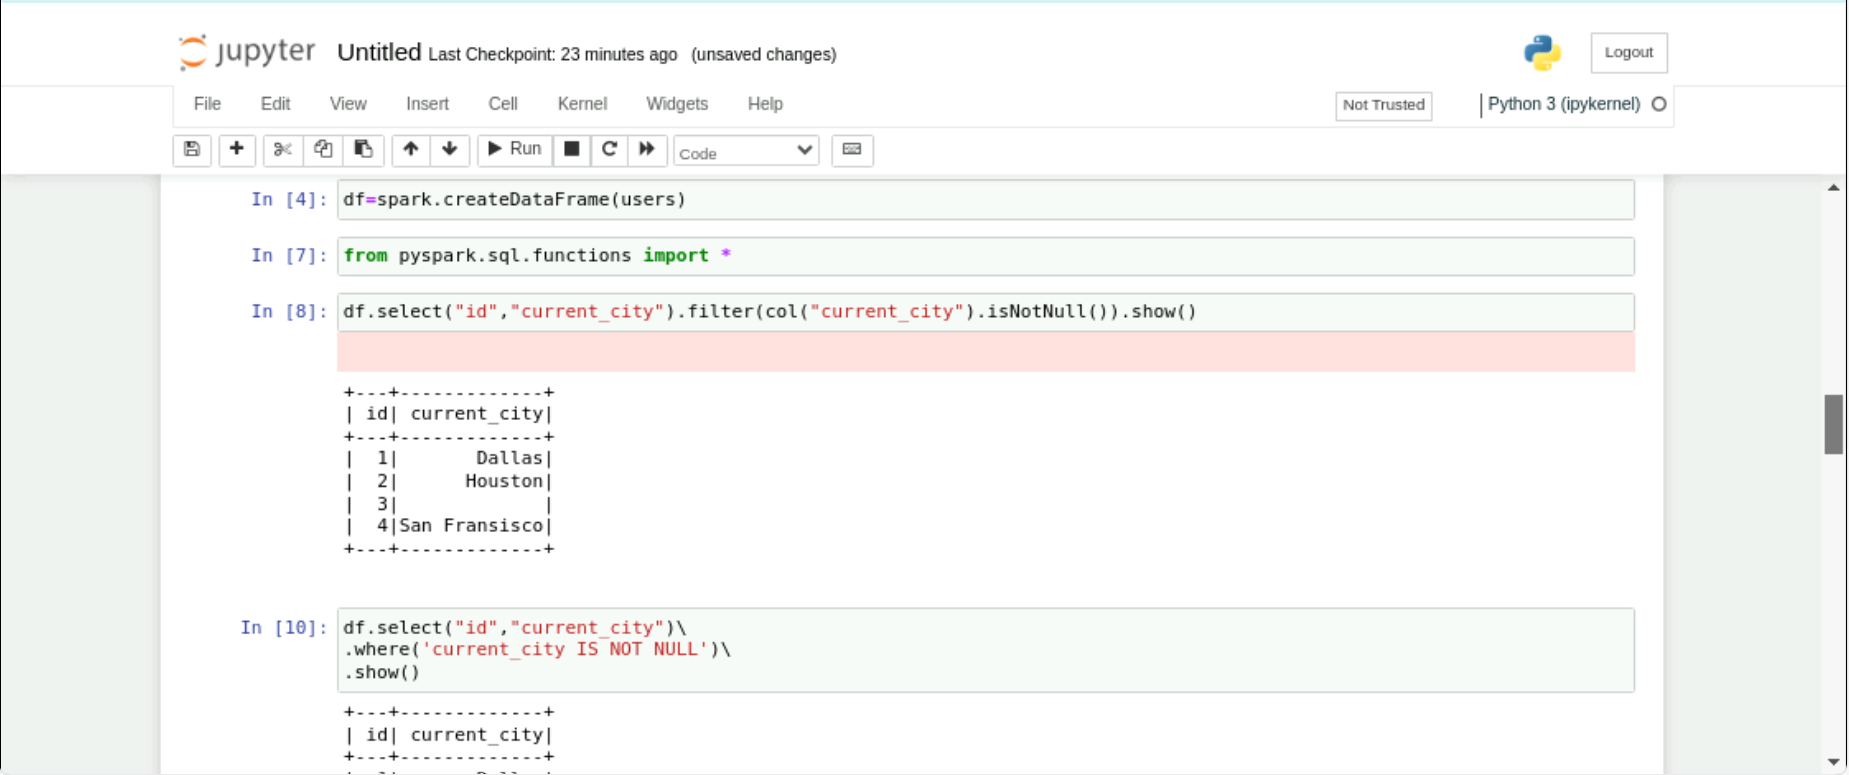 jupyter Untitled Last Checkpoint: 23 minutes ago (unsaved changes) Logout
File Edit View Insert Cell Kernel Widgets Help Not Trusted Python 3 (ipykernel)
Run Code
In [4]: df=spark.createDataFrame(users)
In [7]: from pyspark.sql.functions import *
In [8]: df.select("id","current_city").filter(col("current_city").isNotNull()).show()
+---+-------------+
| id| current_city|
+---+-------------+
|  1|       Dallas|
|  2|      Houston|
|  3|             |
|  4|San Fransisco|
+---+-------------+
In [10]: df.select("id","current_city")\
.where('current_city IS NOT NULL')\
.show()
+---+-------------+
| id| current_city|
+---+-------------+